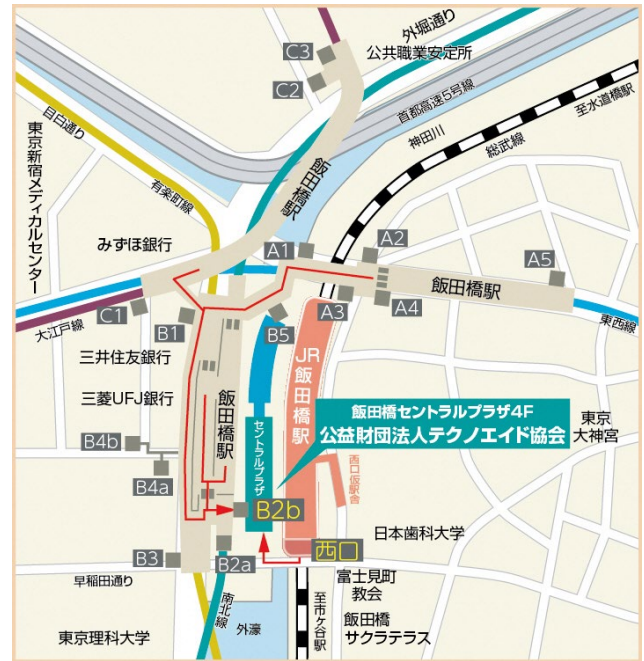 外堀通り
公共職業安定所
C3
C2
首都高速5号線
至水道橋駅
神田川
総武線
目白通り
有楽町線
東京新宿メディカルセンター
飯田橋駅
みずほ銀行
A1
A2
A5
飯田橋駅
C1
大江戸線
B1
B5
A3
A4
東西線
三井住友銀行
三菱UFJ銀行
飯田橋駅
JR飯田橋駅
飯田橋セントラルプラザ4F
公益財団法人テクノエイド協会
東京
大神宮
セントラルプラザ
B4b
B4a
西口仮駅舎
B2b
日本歯科大学
B3
B2a
西口
早稲田通り
富士見町
教会
南北線
外濠
至市ケ谷駅
飯田橋
サクラテラス
東京理科大学